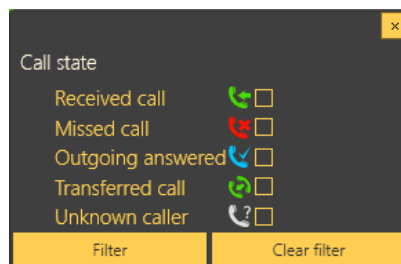 ×
Call state
Received call
Missed call
Outgoing answered
Transferred call
Unknown caller
Filter Clear filter